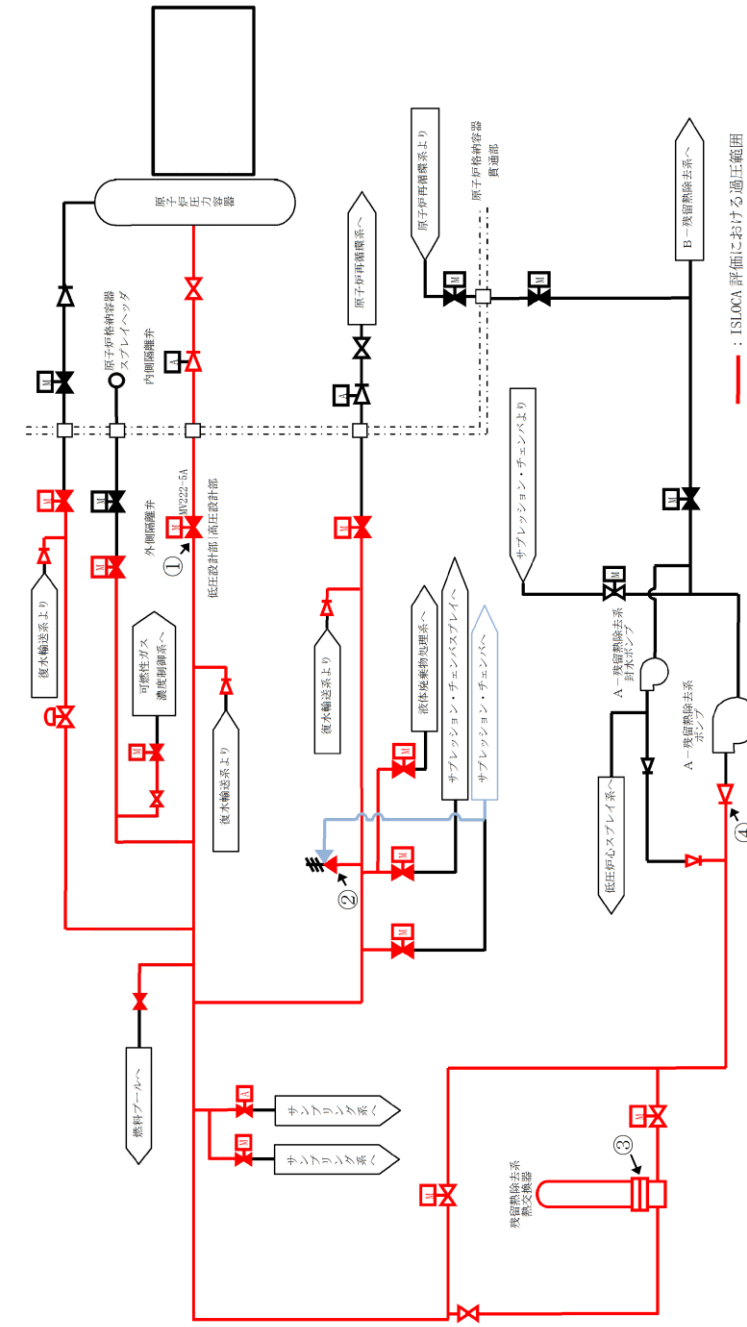 原子炉圧力容器
M
原子炉格納容器
スプレイヘッダ
内側隔離弁
A
原子炉再循環系へ
A
原子炉再循環系より
原子炉格納容器
貫通部
M
M
B－残留熱除去系へ
M
復水輸送系より
M
M
外側隔離弁
M
MV222-5A
①
低圧設計部
高圧設計部
可燃性ガス
濃度制御系へ
M
復水輸送系より
復水輸送系より
M
②
M
液体廃棄物処理系へ
M
サプレッション・チェンバスプレイへ
M
サプレッション・チェンバへ
サプレッション・チェンバより
M
M
A－残留熱除去系
封水ポンプ
A－残留熱除去系
ポンプ
低圧炉心スプレイ系へ
④
燃料プールへ
A
サンプリング系へ
M
サンプリング系へ
M
M
残留熱除去系
熱交換器
③
：ISLOCA 評価における過圧範囲